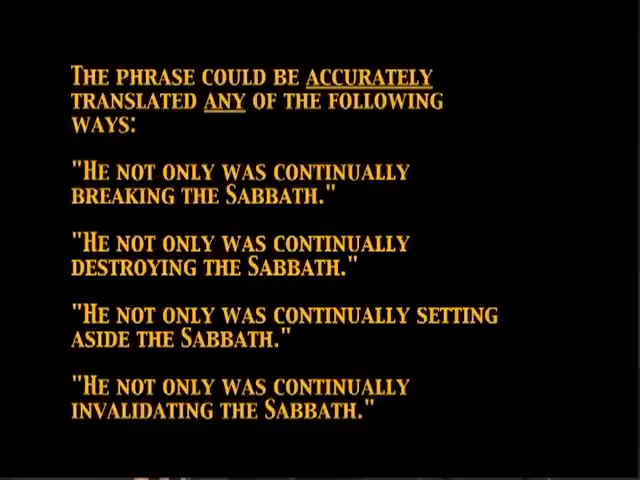 The phrase could be accurately
translated any of the following
ways:
"He not only was continually
breaking the Sabbath."
"He not only was continually
destroying the Sabbath."
"He not only was continually setting
aside the Sabbath."
"He not only was continually
invalidating the Sabbath."